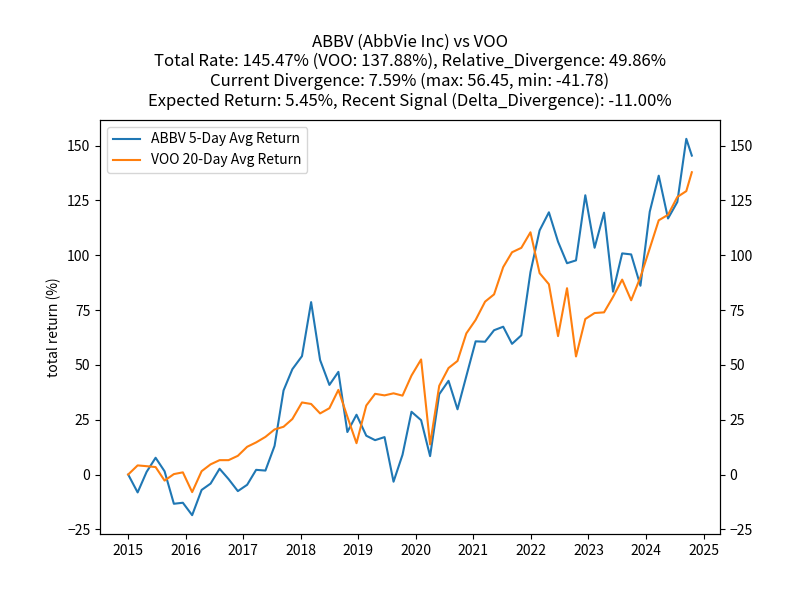 ABBV (AbbVie Inc) vs VOO
Total Rate: 145.47% (VOO: 137.88%), Relative_Divergence: 49.86%
Current Divergence: 7.59% (max: 56.45, min: -41.78)
Expected Return: 5.45%, Recent Signal (Delta_Divergence): -11.00%
ABBV 5-Day Avg Return
VOO 20-Day Avg Return
total return (%)
150
125
100
75
50
25
0
−25
150
125
100
75
50
25
0
−25
2015 2016 2017 2018 2019 2020 2021 2022 2023 2024 2025